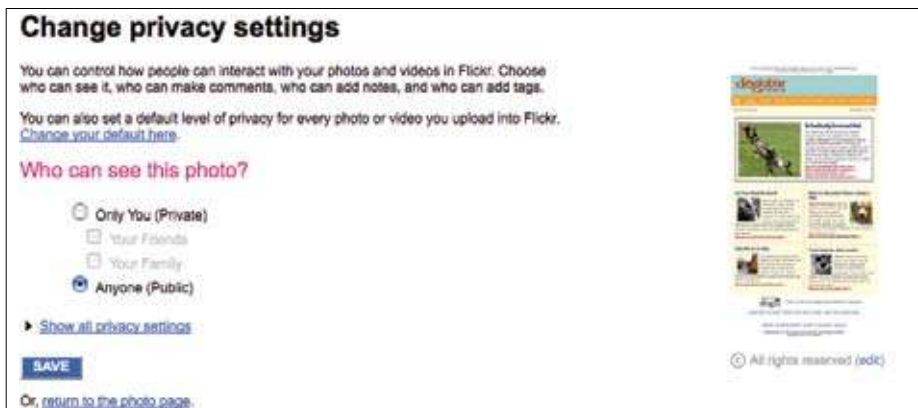 Change privacy settings
You can control how people can interact with your photos and videos in Flickr. Choose
who can see it, who can make comments, who can add notes, and who can add tags.
You can also set a default level of privacy for every photo or video you upload into Flickr.
Change your default here.
Who can see this photo?
Only You (Private)
Your Friends
Your Family
Anyone (Public)
Show all privacy settings
SAVE
Or, return to the photo page.
© All rights reserved (edit)